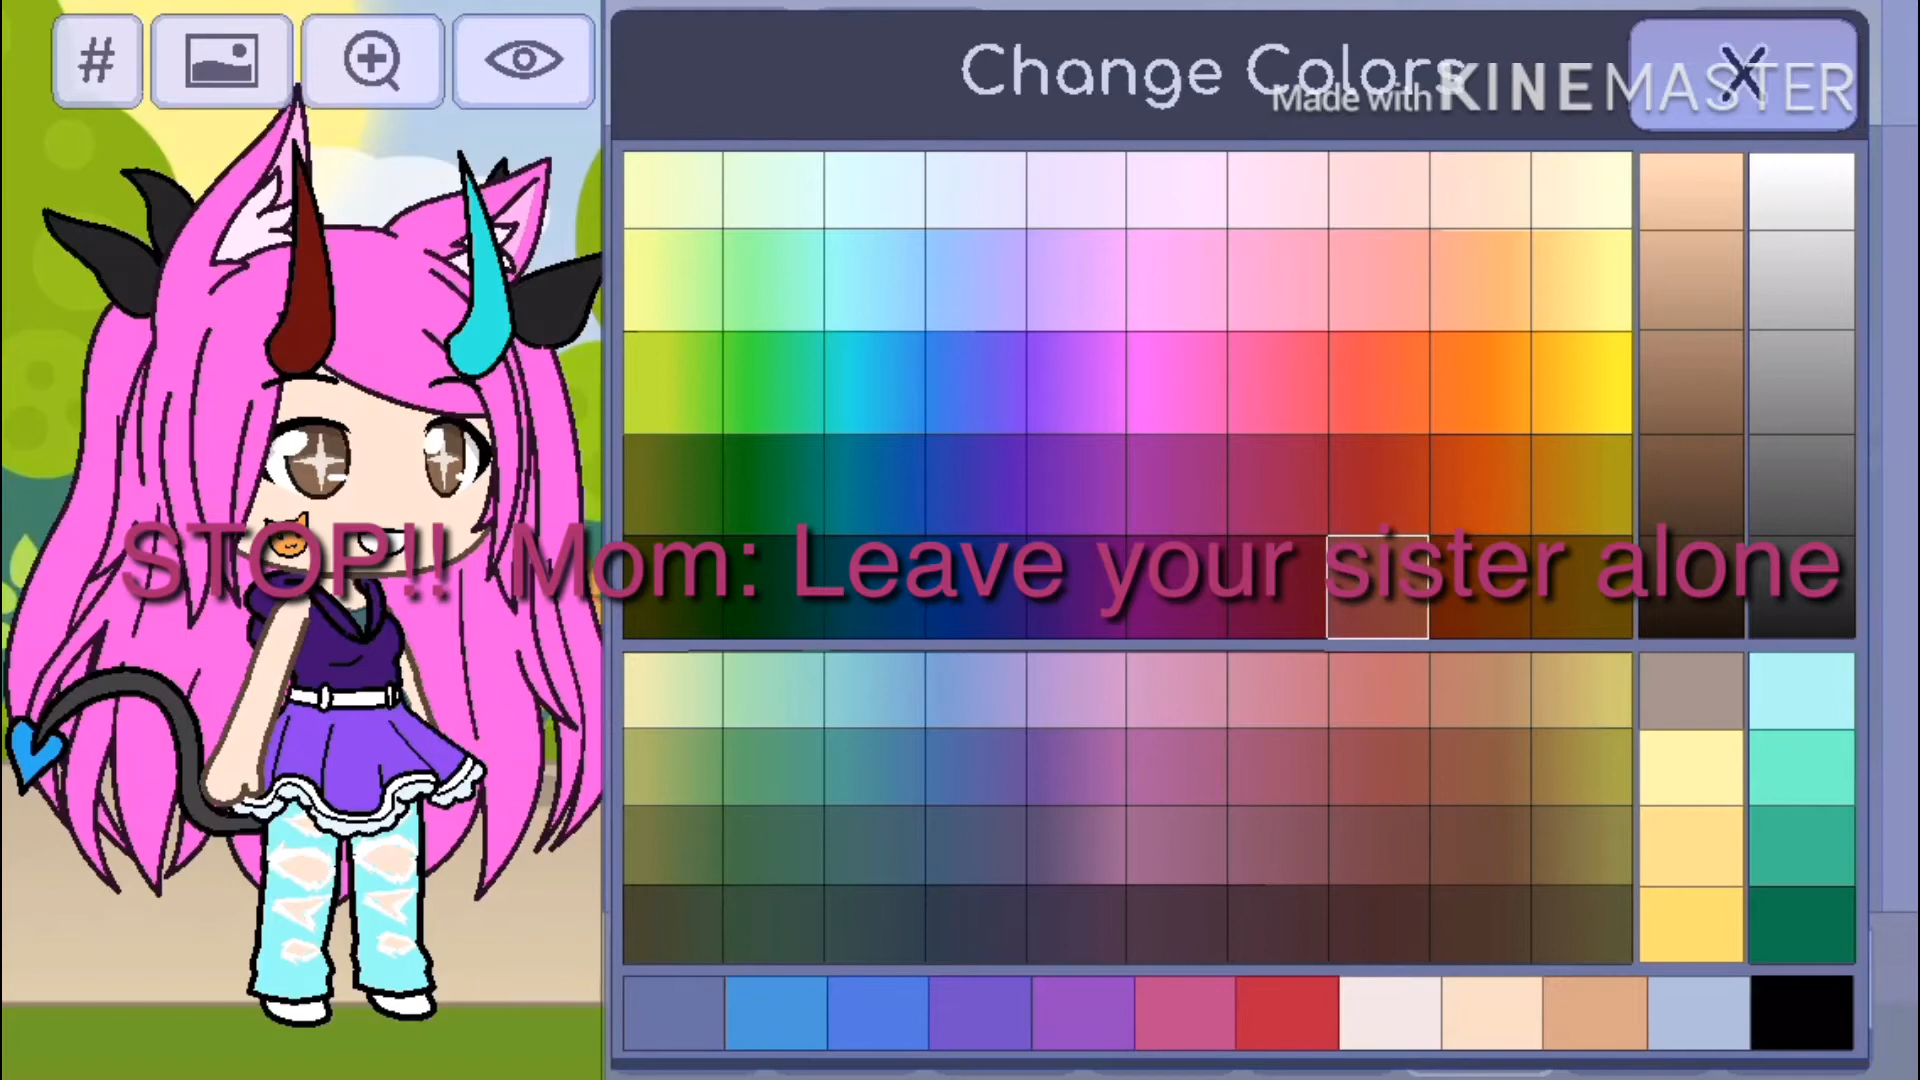 #
Change Colors
X
Made with KINEMASTER
STOP!! Mom: Leave your sister alone